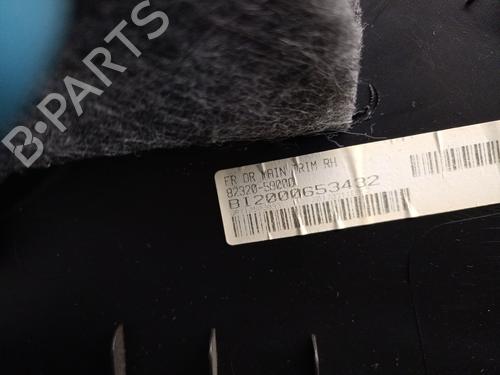 B-PARTS
FR DR MAIN TRIM RH
82320-S9000
BI2000653432